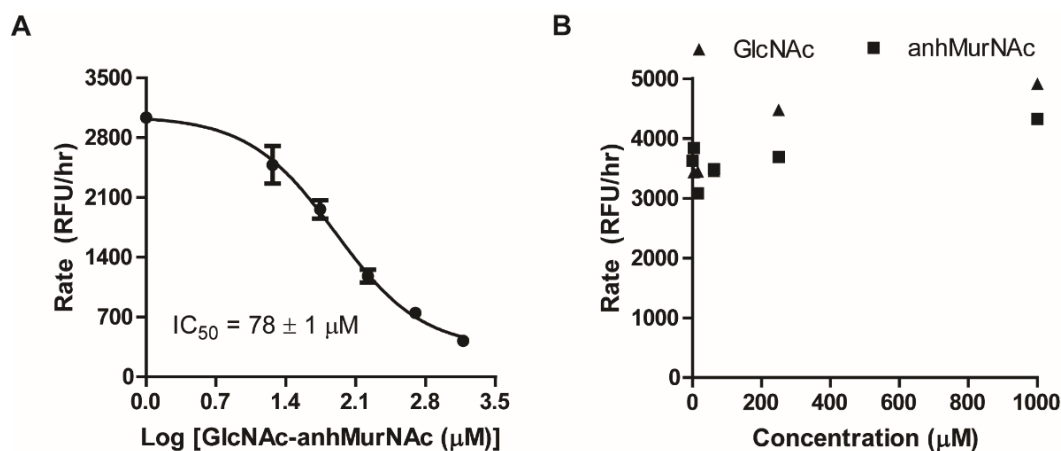 A
3500
2800
2100
1400
700
0
Rate (RFU/hr)
IC50 = 78 ± 1 µM
0.0 0.7 1.4 2.1 2.8 3.5
Log [GlcNAc-anhMurNAc (µM)]
B
GlcNAc anhMurNAc
5000
4000
3000
2000
1000
0
Rate (RFU/hr)
0 200 400 600 800 1000
Concentration (µM)